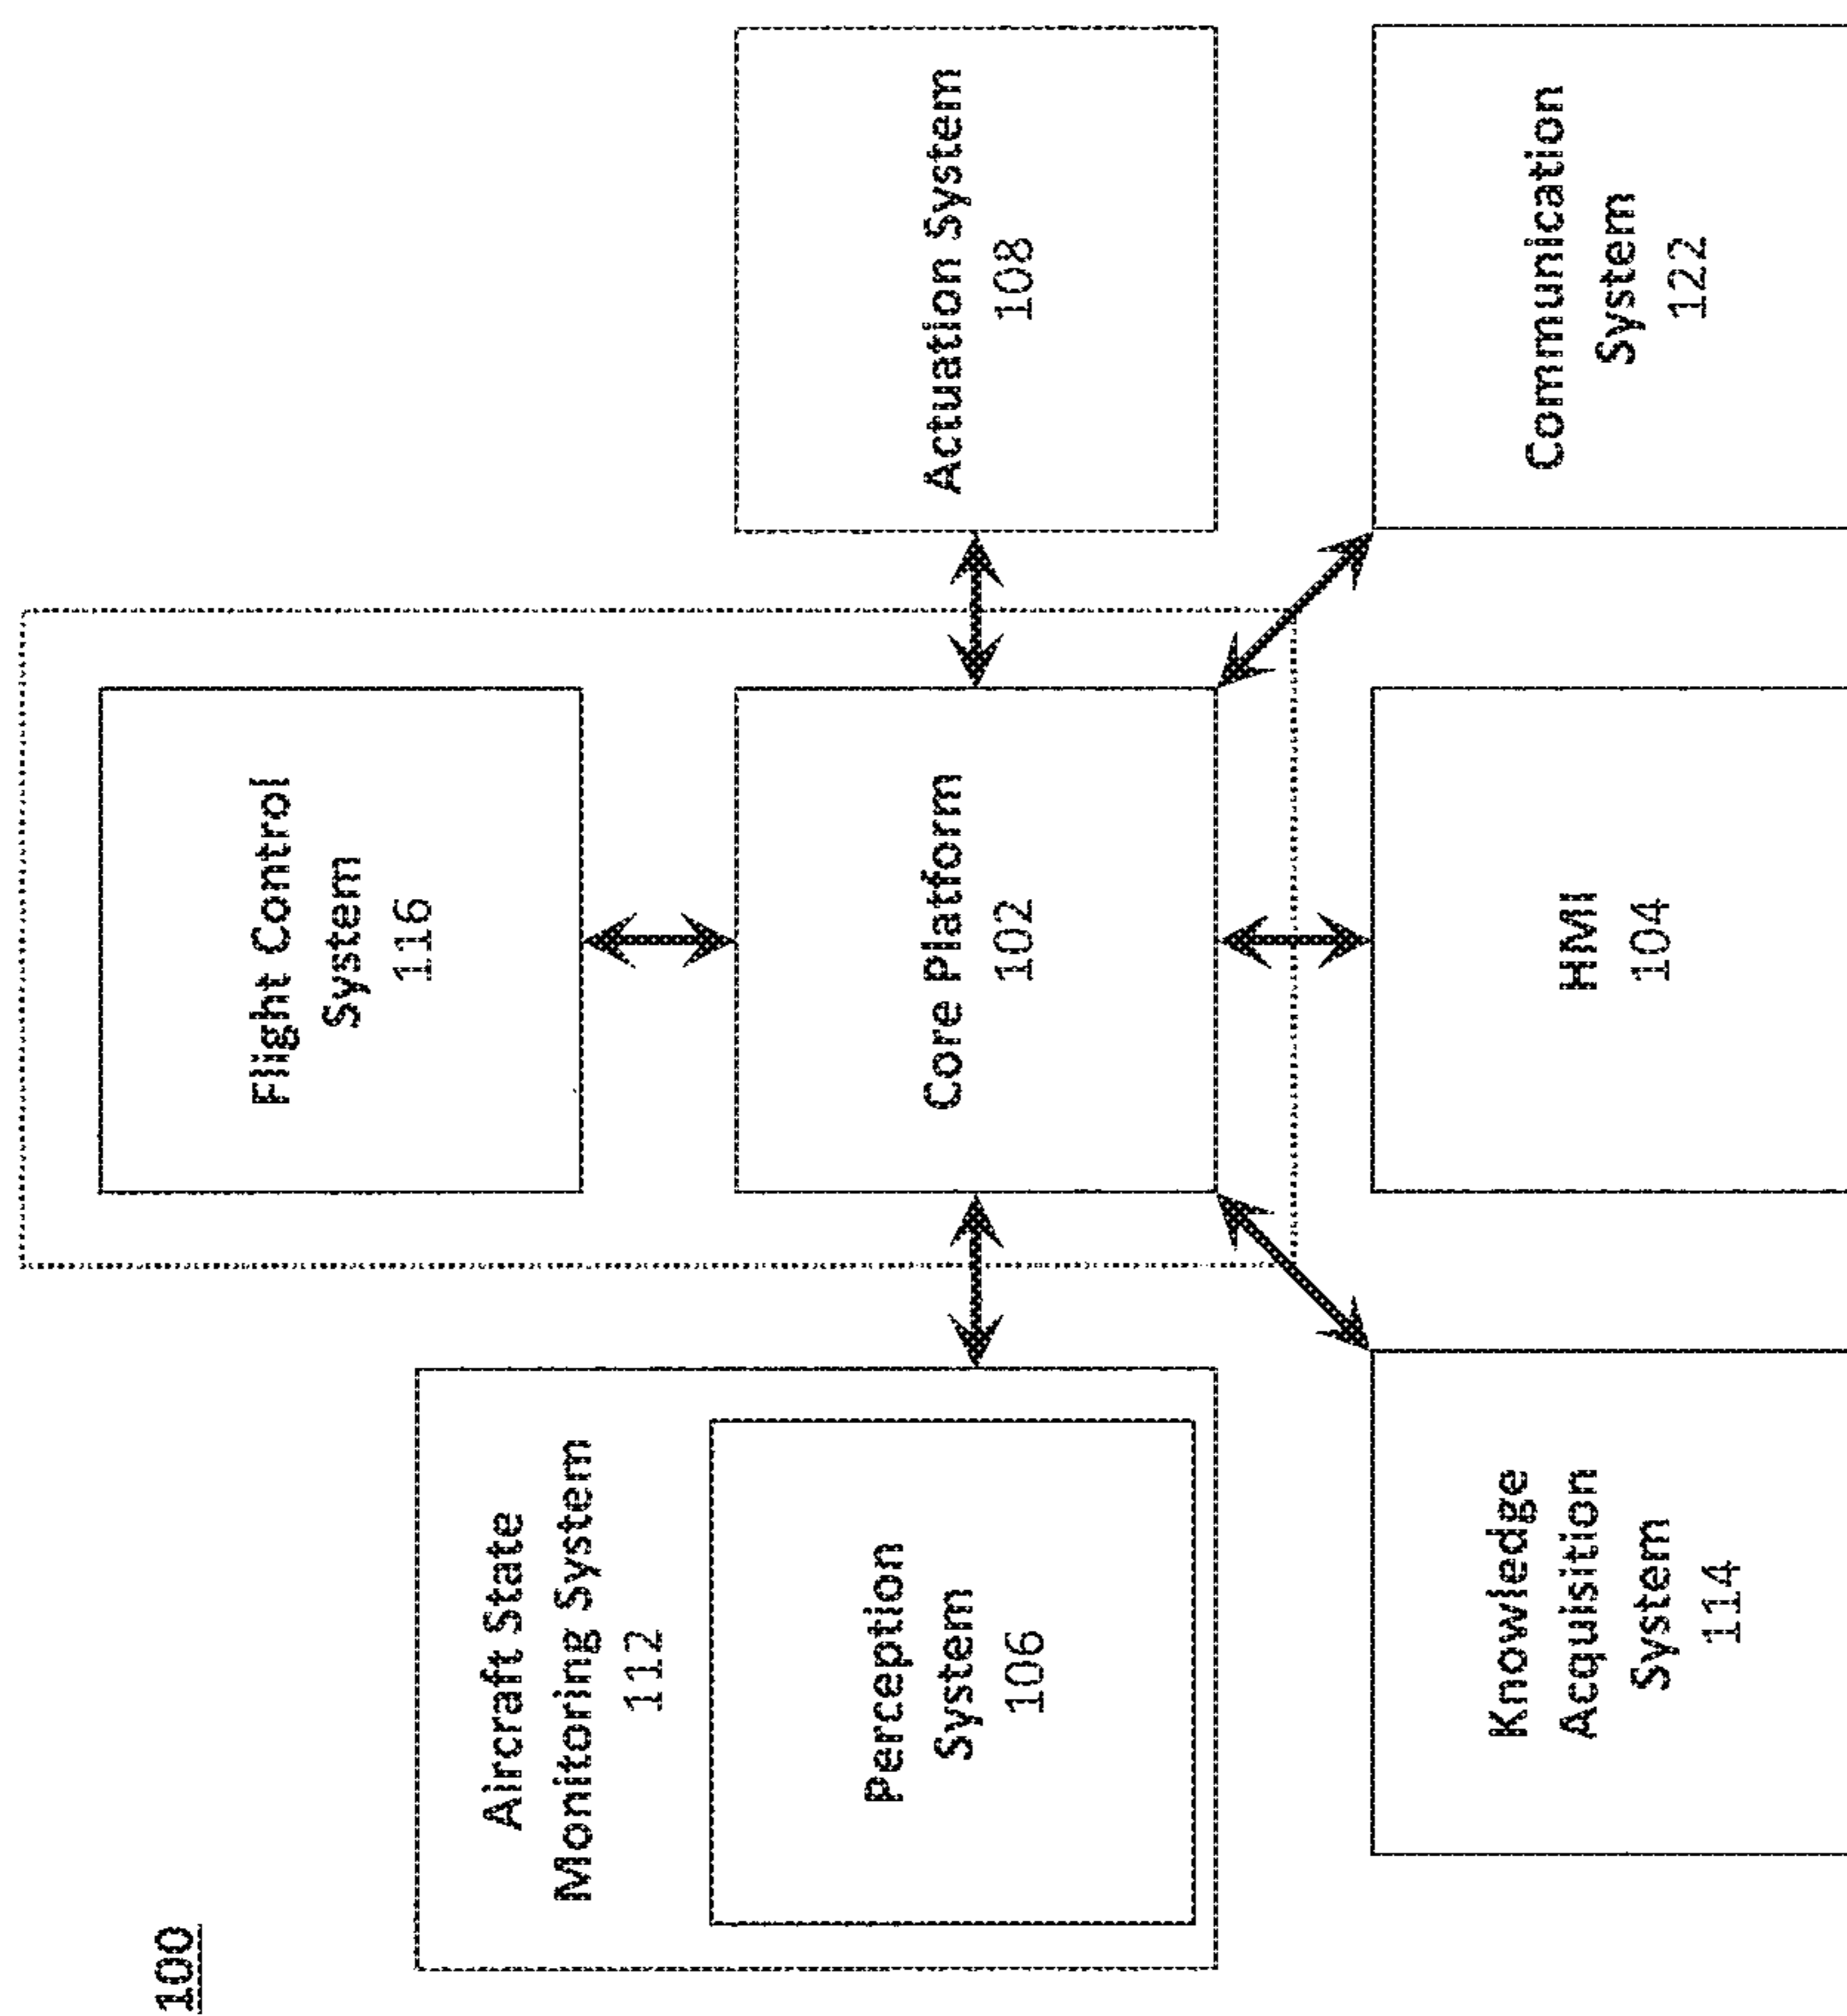 100
Flight Control
System
116
Aircraft State
Monitoring System
112
Perception
System
106
Core Platform
102
Actuation System
108
Knowledge
Acquisition
System
114
HMI
104
Communication
System
122